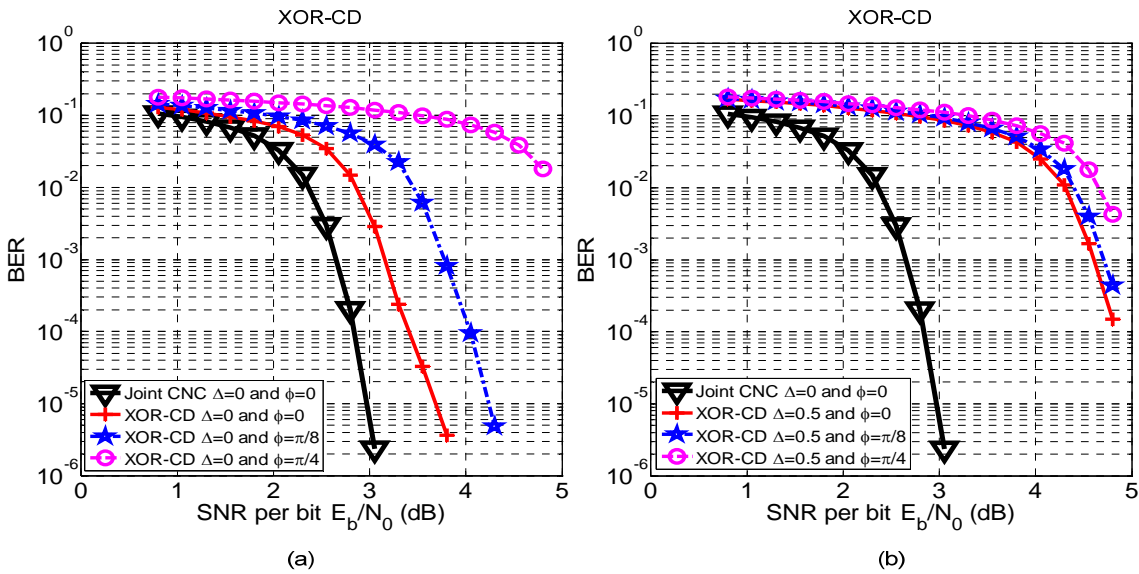 XOR-CD
10^0
10^-1
10^-2
10^-3
10^-4
10^-5
10^-6
BER
Joint CNC Δ=0 and ϕ=0
XOR-CD Δ=0 and ϕ=0
XOR-CD Δ=0 and ϕ=π/8
XOR-CD Δ=0 and ϕ=π/4
0 1 2 3 4 5
SNR per bit E_b/N_0 (dB)
(a)
XOR-CD
10^0
10^-1
10^-2
10^-3
10^-4
10^-5
10^-6
BER
Joint CNC Δ=0 and ϕ=0
XOR-CD Δ=0.5 and ϕ=0
XOR-CD Δ=0.5 and ϕ=π/8
XOR-CD Δ=0.5 and ϕ=π/4
0 1 2 3 4 5
SNR per bit E_b/N_0 (dB)
(b)